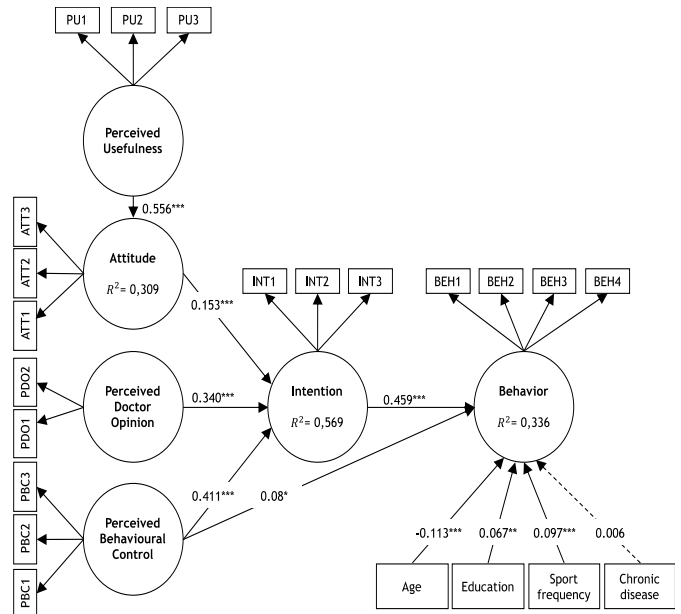 PU1
PU2
PU3
Perceived
Usefulness
0.556***
ATT3
ATT2
ATT1
Attitude
R²= 0,309
0.153***
INT1
INT2
INT3
BEH1
BEH2
BEH3
BEH4
PDO2
PDO1
Perceived
Doctor
Opinion
0.340***
Intention
R²= 0,569
0.459***
Behavior
R²= 0,336
PBC3
PBC2
PBC1
Perceived
Behavioural
Control
0.411***
0.08*
-0.113***
0.067**
0.097***
0.006
Age
Education
Sport
frequency
Chronic
disease